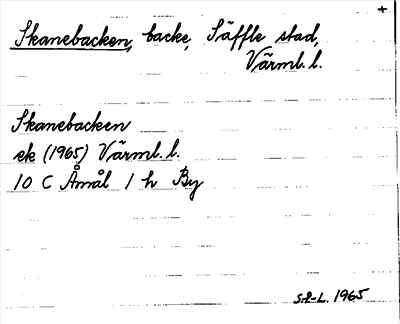 +
Skanebacken, backe, Säffle stad,
Värml. l.
Skanebacken
ek (1965) Värml. l.
10 C Åmål 1 h By
S.E-L. 1965